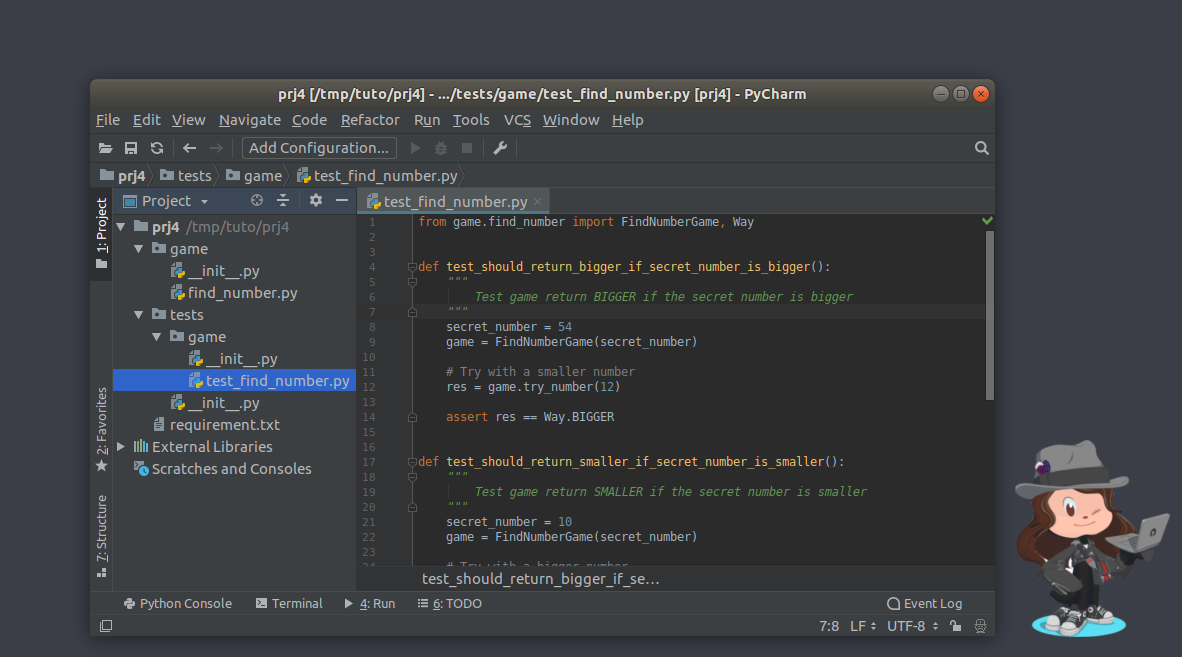 prj4 [/tmp/tuto/prj4] - .../tests/game/test_find_number.py [prj4] - PyCharm
File Edit View Navigate Code Refactor Run Tools VCS Window Help
Add Configuration...
prj4 tests game test_find_number.py
1: Project
2: Favorites
7: Structure
Project
prj4 /tmp/tuto/prj4
game
__init__.py
find_number.py
tests
game
__init__.py
test_find_number.py
__init__.py
requirement.txt
External Libraries
Scratches and Consoles
test_find_number.py
1 from game.find_number import FindNumberGame, Way
2
3
4 def test_should_return_bigger_if_secret_number_is_bigger():
5 """
6 Test game return BIGGER if the secret number is bigger
7 """
8 secret_number = 54
9 game = FindNumberGame(secret_number)
10
11 # Try with a smaller number
12 res = game.try_number(12)
13
14 assert res == Way.BIGGER
15
16
17 def test_should_return_smaller_if_secret_number_is_smaller():
18 """
19 Test game return SMALLER if the secret number is smaller
20 """
21 secret_number = 10
22 game = FindNumberGame(secret_number)
23
24 # Try with a bigger number
test_should_return_bigger_if_se...
Python Console Terminal 4: Run 6: TODO Event Log
7:8 LF UTF-8